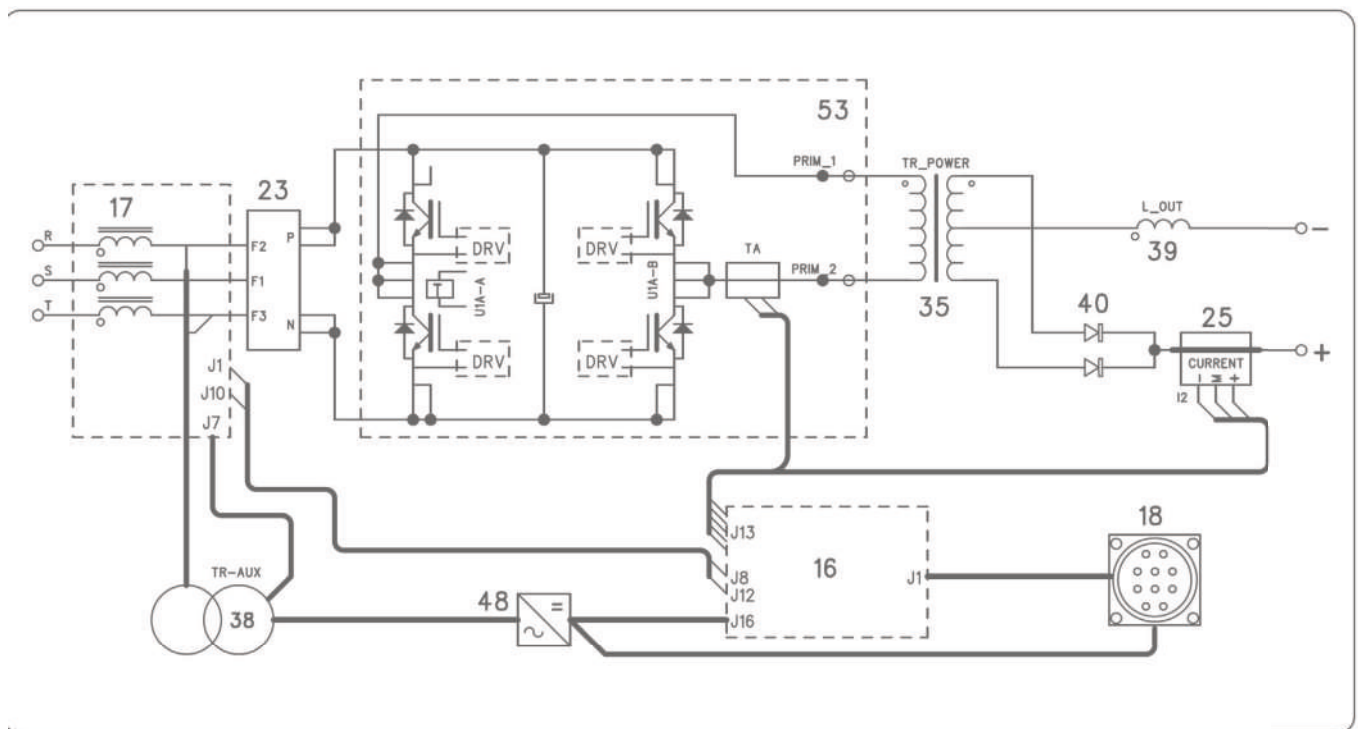 53
PRIM_1
TR_POWER
17
23
L_OUT
R
F2
P
DRV
DRV
−
39
S
F1
U1A-A
U1A-B
TA
PRIM_2
T
F3
N
35
40
25
+
DRV
DRV
CURRENT
− M +
J1
I2
J10
J7
J13
18
16
J8
J1
TR-AUX
J12
48
38
J16